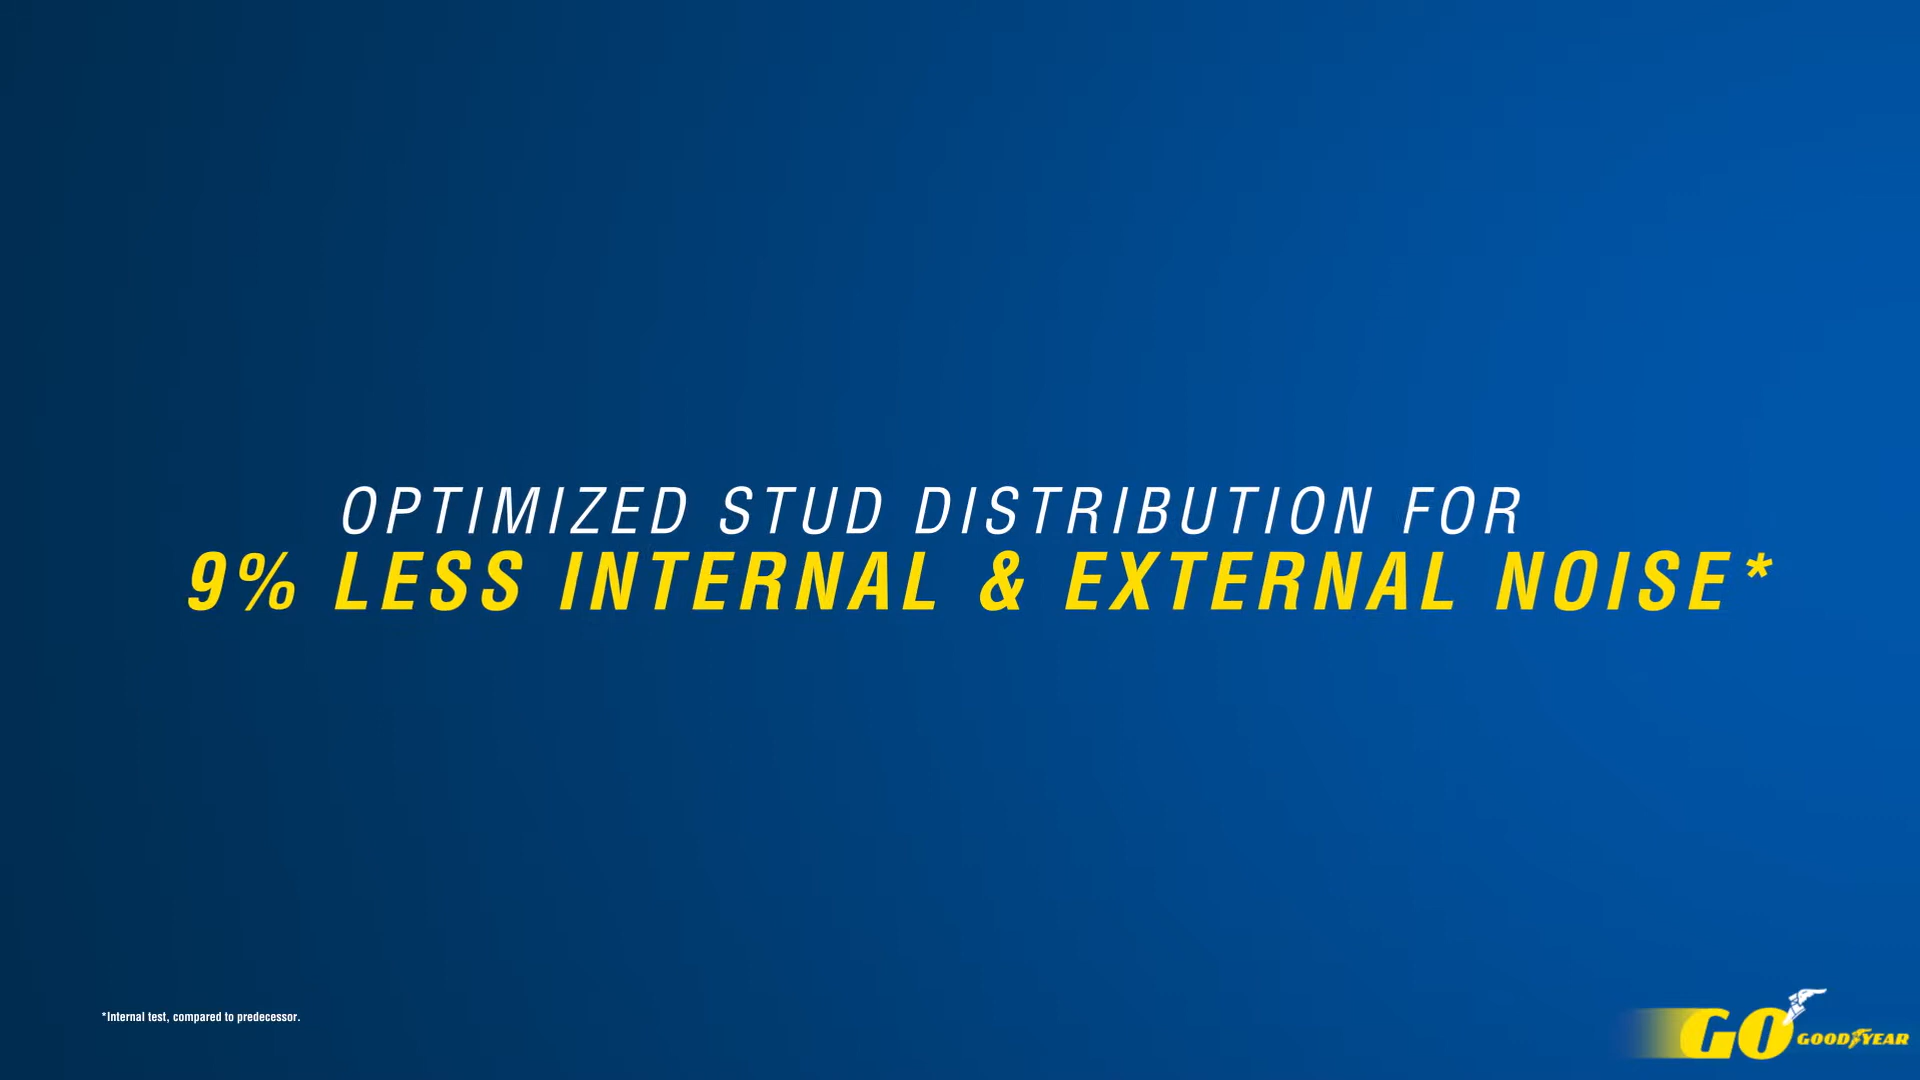 OPTIMIZED STUD DISTRIBUTION FOR
9% LESS INTERNAL & EXTERNAL NOISE*
*Internal test, compared to predecessor.
GO GOODYEAR